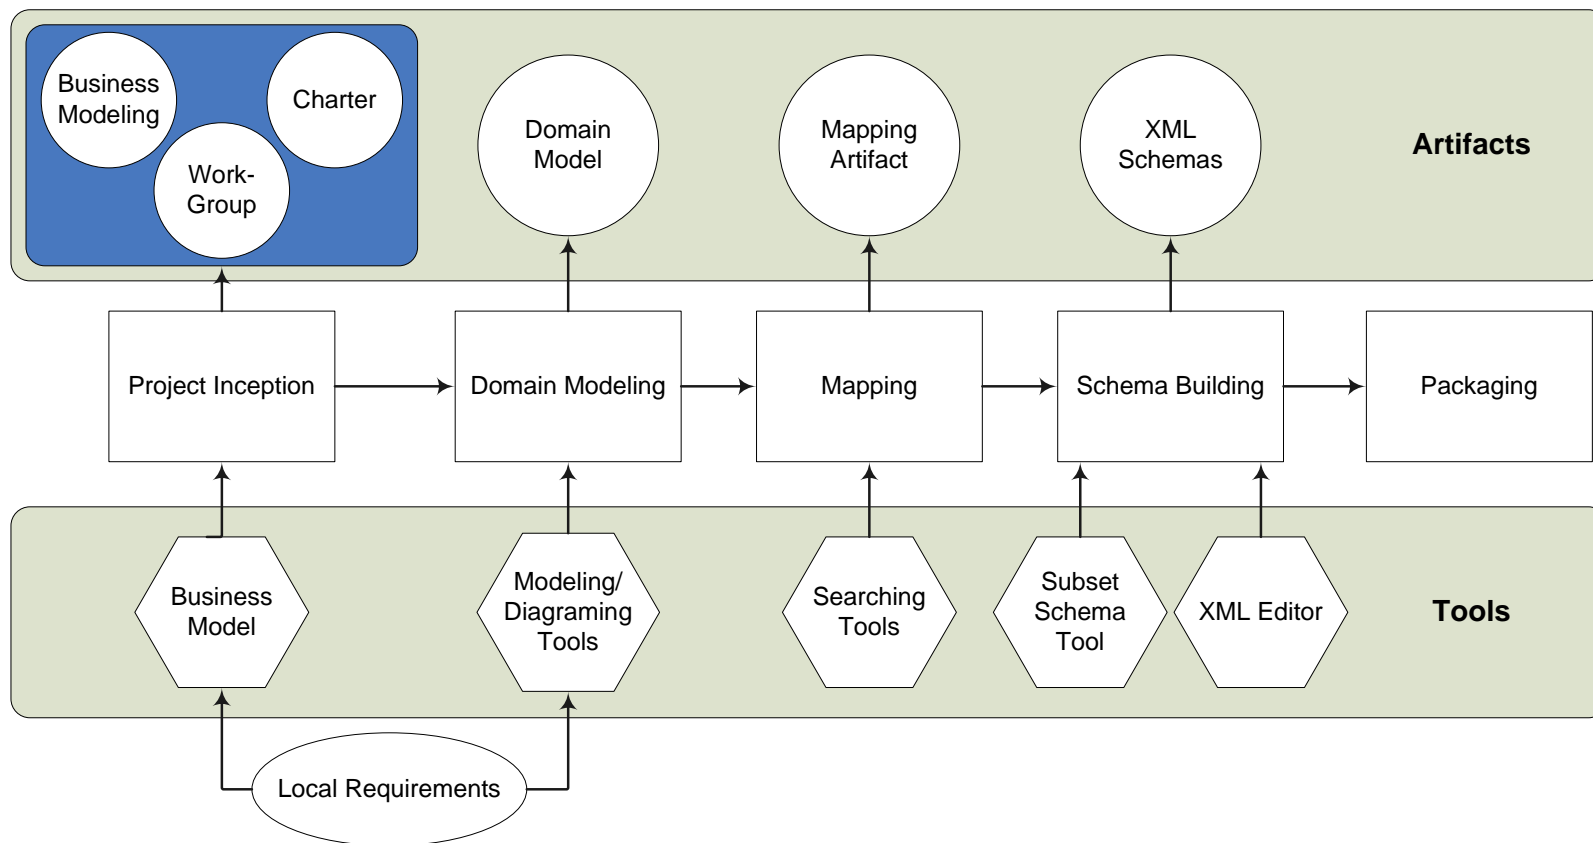 Business
Modeling
Charter
Work-
Group
Domain
Model
Mapping
Artifact
XML
Schemas
Artifacts
Project Inception
Domain Modeling
Mapping
Schema Building
Packaging
Business
Model
Modeling/
Diagraming
Tools
Searching
Tools
Subset
Schema
Tool
XML Editor
Tools
Local Requirements